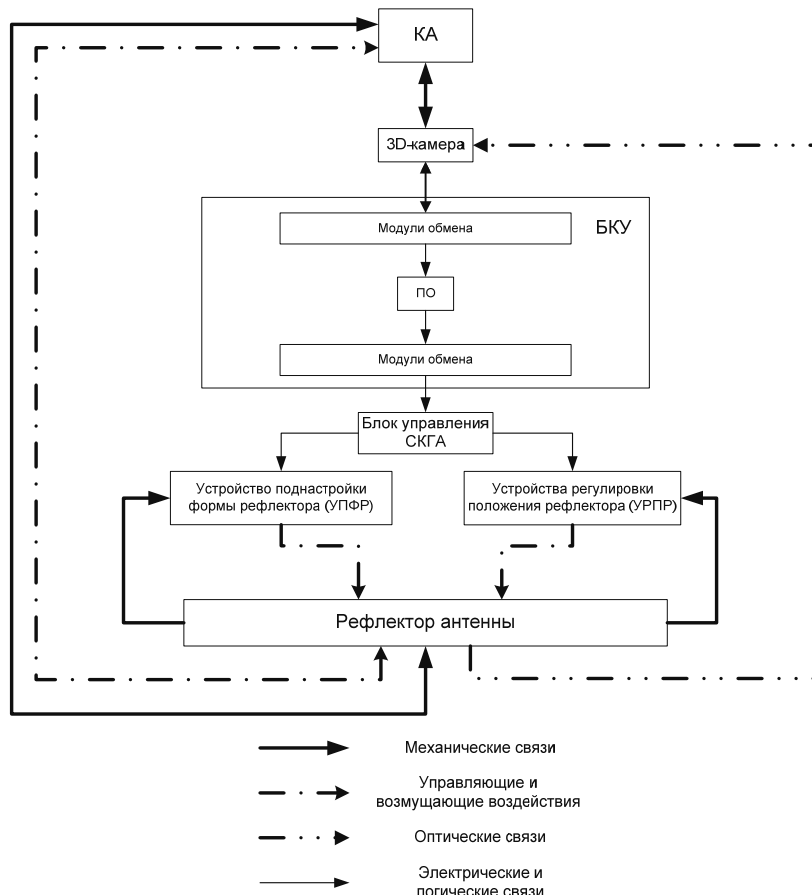 КА
3D-камера
Модули обмена
БКУ
ПО
Модули обмена
Блок управления
СКГА
Устройство поднастройки
формы рефлектора (УПФР)
Устройства регулировки
положения рефлектора (УРПР)
Рефлектор антенны
Механические связи
Управляющие и
возмущающие воздействия
Оптические связи
Электрические и
логические связи